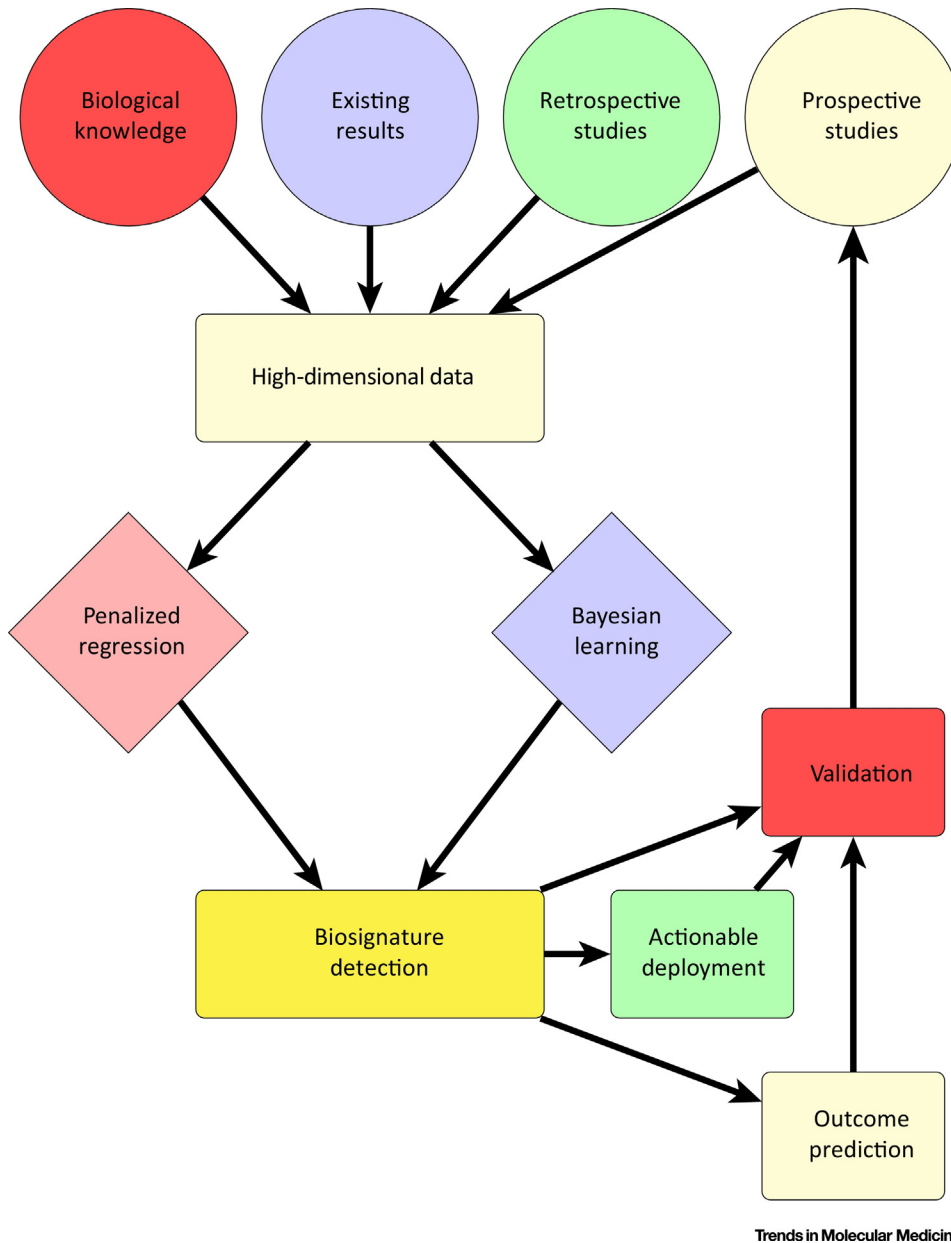 Biological
knowledge
Existing
results
Retrospective
studies
Prospective
studies
High-dimensional data
Penalized
regression
Bayesian
learning
Validation
Biosignature
detection
Actionable
deployment
Outcome
prediction
Trends in Molecular Medicin